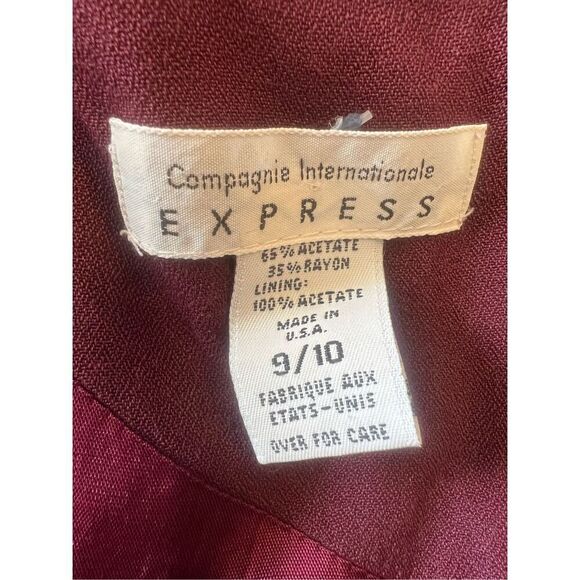 Compagnie Internationale
EXPRESS
65% ACETATE
35% RAYON
LINING:
100% ACETATE
MADE IN
U.S.A.
9/10
FABRIQUE AUX
ETATS-UNIS
OVER FOR CARE